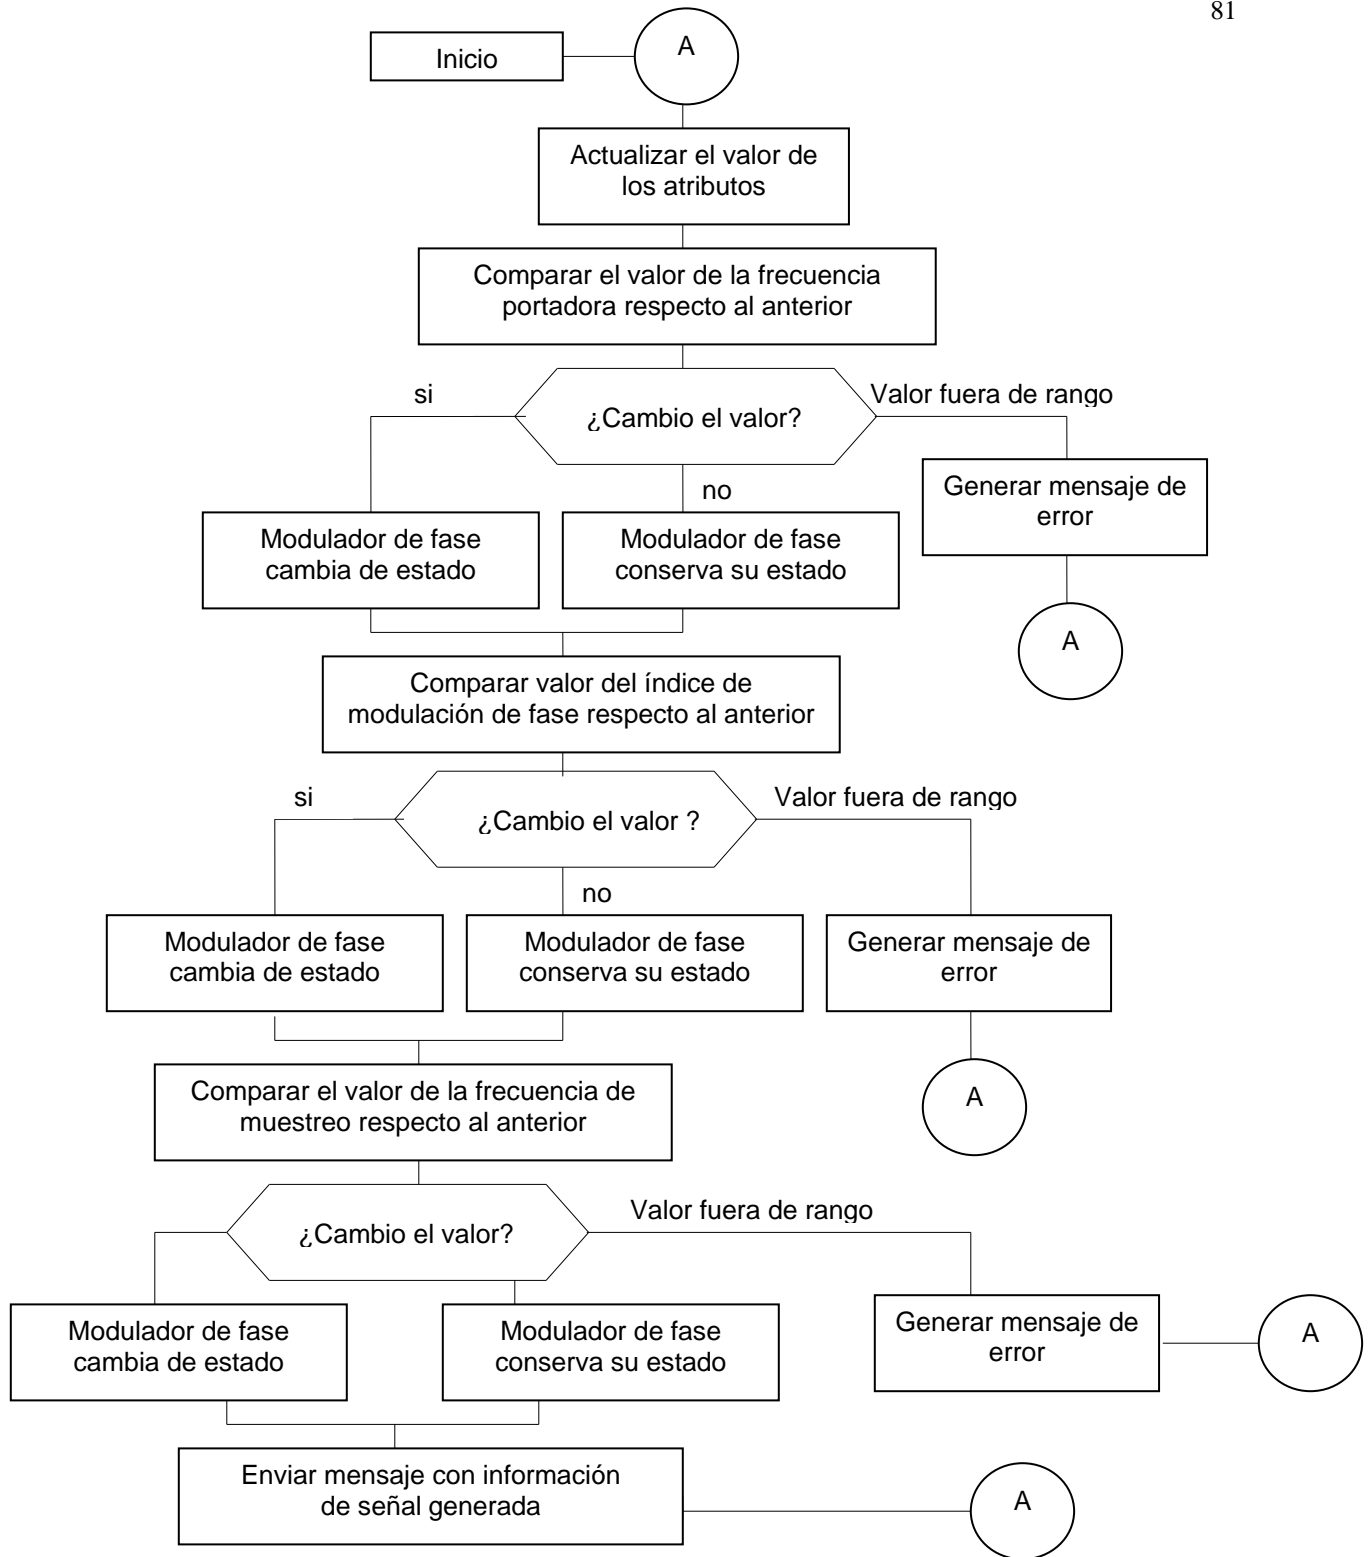 81
Inicio
A
Actualizar el valor de
los atributos
Comparar el valor de la frecuencia
portadora respecto al anterior
si
¿Cambio el valor?
Valor fuera de rango
no
Generar mensaje de
error
Modulador de fase
cambia de estado
Modulador de fase
conserva su estado
A
Comparar valor del índice de
modulación de fase respecto al anterior
si
¿Cambio el valor ?
Valor fuera de rango
no
Modulador de fase
cambia de estado
Modulador de fase
conserva su estado
Generar mensaje de
error
A
Comparar el valor de la frecuencia de
muestreo respecto al anterior
¿Cambio el valor?
Valor fuera de rango
Modulador de fase
cambia de estado
Modulador de fase
conserva su estado
Generar mensaje de
error
A
Enviar mensaje con información
de señal generada
A